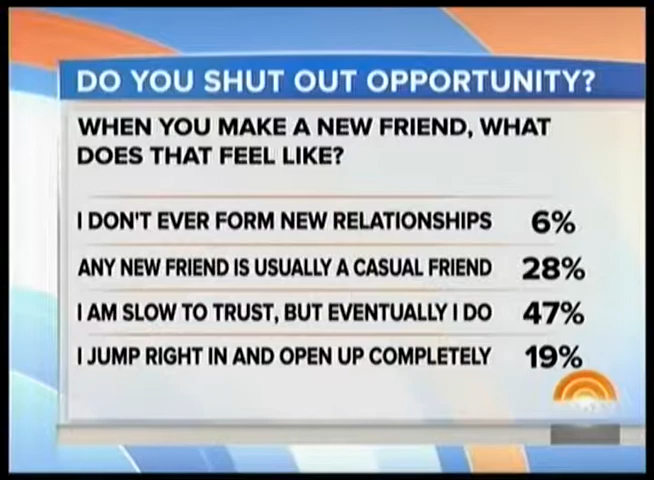 DO YOU SHUT OUT OPPORTUNITY?
WHEN YOU MAKE A NEW FRIEND, WHAT
DOES THAT FEEL LIKE?
I DON'T EVER FORM NEW RELATIONSHIPS 6%
ANY NEW FRIEND IS USUALLY A CASUAL FRIEND 28%
I AM SLOW TO TRUST, BUT EVENTUALLY I DO 47%
I JUMP RIGHT IN AND OPEN UP COMPLETELY 19%